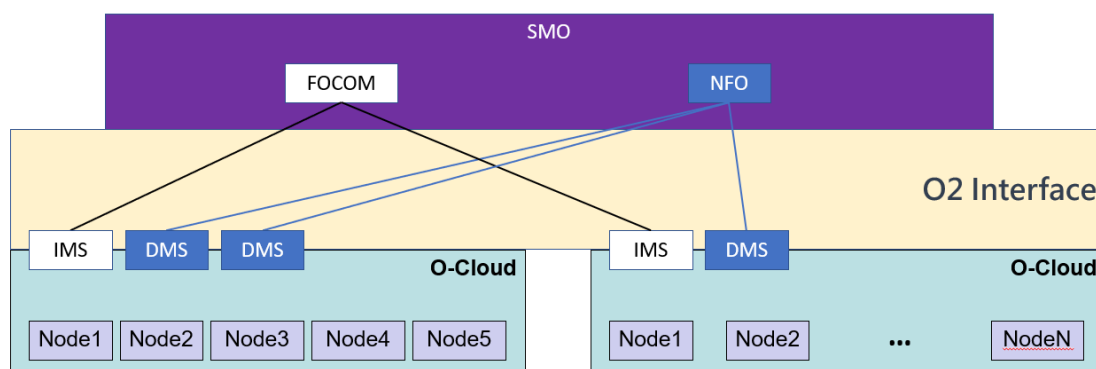 SMO
FOCOM
NFO
O2 Interface
IMS
DMS
DMS
IMS
DMS
O-Cloud
O-Cloud
Node1
Node2
Node3
Node4
Node5
Node1
Node2
...
NodeN